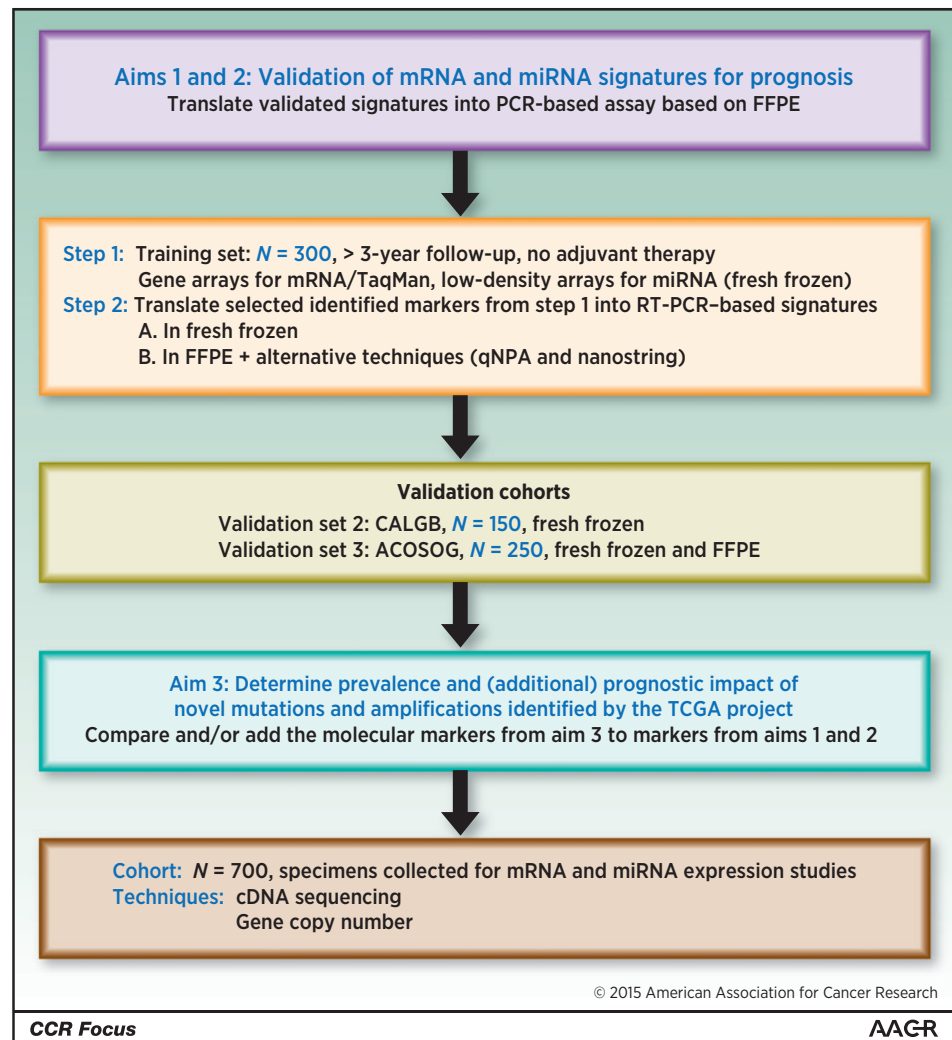 Aims 1 and 2: Validation of mRNA and miRNA signatures for prognosis
Translate validated signatures into PCR-based assay based on FFPE
Step 1: Training set: N = 300, > 3-year follow-up, no adjuvant therapy
Gene arrays for mRNA/TaqMan, low-density arrays for miRNA (fresh frozen)
Step 2: Translate selected identified markers from step 1 into RT-PCR–based signatures
A. In fresh frozen
B. In FFPE + alternative techniques (qNPA and nanostring)
Validation cohorts
Validation set 2: CALGB, N = 150, fresh frozen
Validation set 3: ACOSOG, N = 250, fresh frozen and FFPE
Aim 3: Determine prevalence and (additional) prognostic impact of
novel mutations and amplifications identified by the TCGA project
Compare and/or add the molecular markers from aim 3 to markers from aims 1 and 2
Cohort: N = 700, specimens collected for mRNA and miRNA expression studies
Techniques: cDNA sequencing
Gene copy number
© 2015 American Association for Cancer Research
CCR Focus
AACR